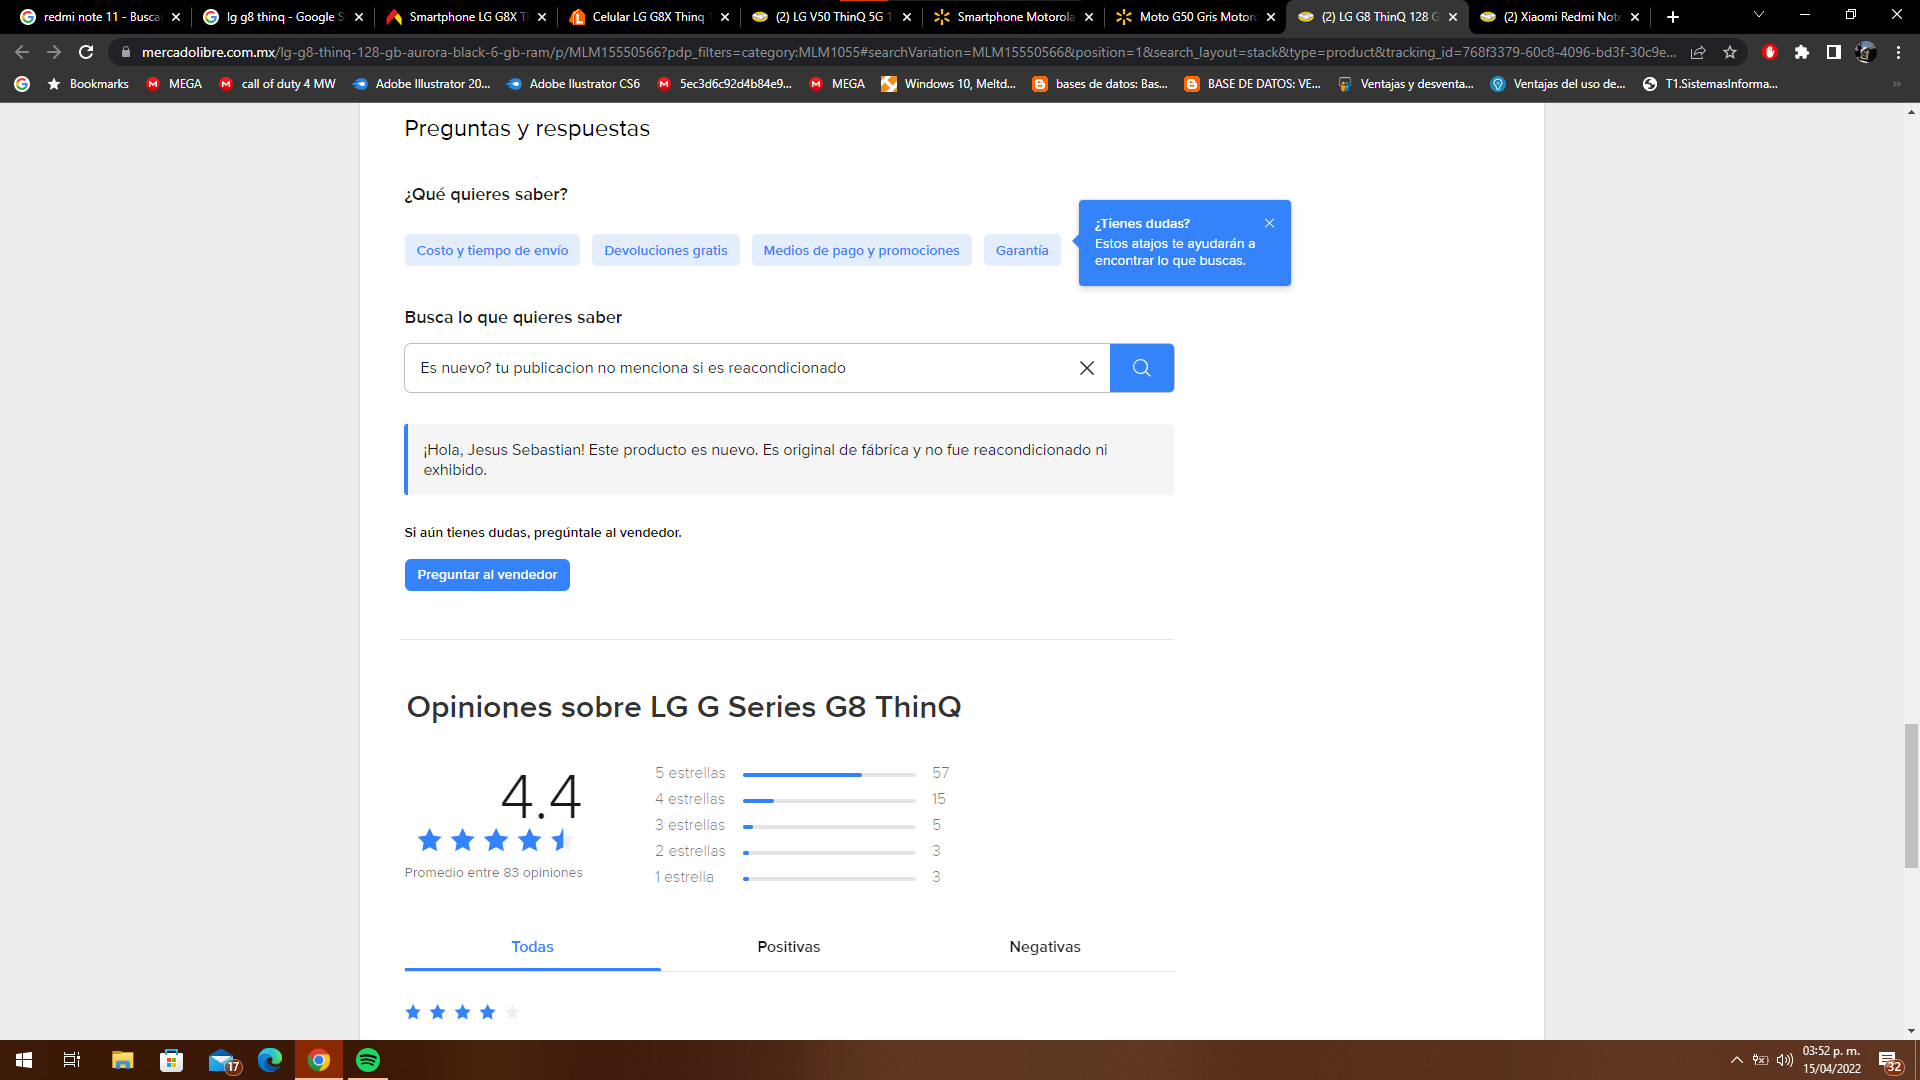 redmi note 11 - Busca
lg g8 thinq - Google S
Smartphone LG G8X T
Celular LG G8X Thinq
(2) LG V50 ThinQ 5G 1
Smartphone Motorola
Moto G50 Gris Motoro
(2) LG G8 ThinQ 128 G
(2) Xiaomi Redmi Note
mercadolibre.com.mx/lg-g8-thinq-128-gb-aurora-black-6-gb-ram/p/MLM15550566?pdp_filters=category:MLM1055#searchVariation=MLM15550566&position=1&search_layout=stack&type=product&tracking_id=768f3379-60c8-4096-bd3f-30c9e...
Bookmarks
MEGA
call of duty 4 MW
Adobe Illustrator 20...
Adobe Ilustrator CS6
5ec3d6c92d4b84e9...
MEGA
Windows 10, Meltd...
bases de datos: Bas...
BASE DE DATOS: VE...
Ventajas y desventa...
Ventajas del uso de...
T1.SistemasInforma...
Preguntas y respuestas
¿Qué quieres saber?
Costo y tiempo de envío
Devoluciones gratis
Medios de pago y promociones
Garantía
¿Tienes dudas?
Estos atajos te ayudarán a
encontrar lo que buscas.
Busca lo que quieres saber
Es nuevo? tu publicacion no menciona si es reacondicionado
¡Hola, Jesus Sebastian! Este producto es nuevo. Es original de fábrica y no fue reacondicionado ni
exhibido.
Si aún tienes dudas, pregúntale al vendedor.
Preguntar al vendedor
Opiniones sobre LG G Series G8 ThinQ
4.4
Promedio entre 83 opiniones
5 estrellas 57
4 estrellas 15
3 estrellas 5
2 estrellas 3
1 estrella 3
Todas
Positivas
Negativas
17
03:52 p. m.
15/04/2022
32